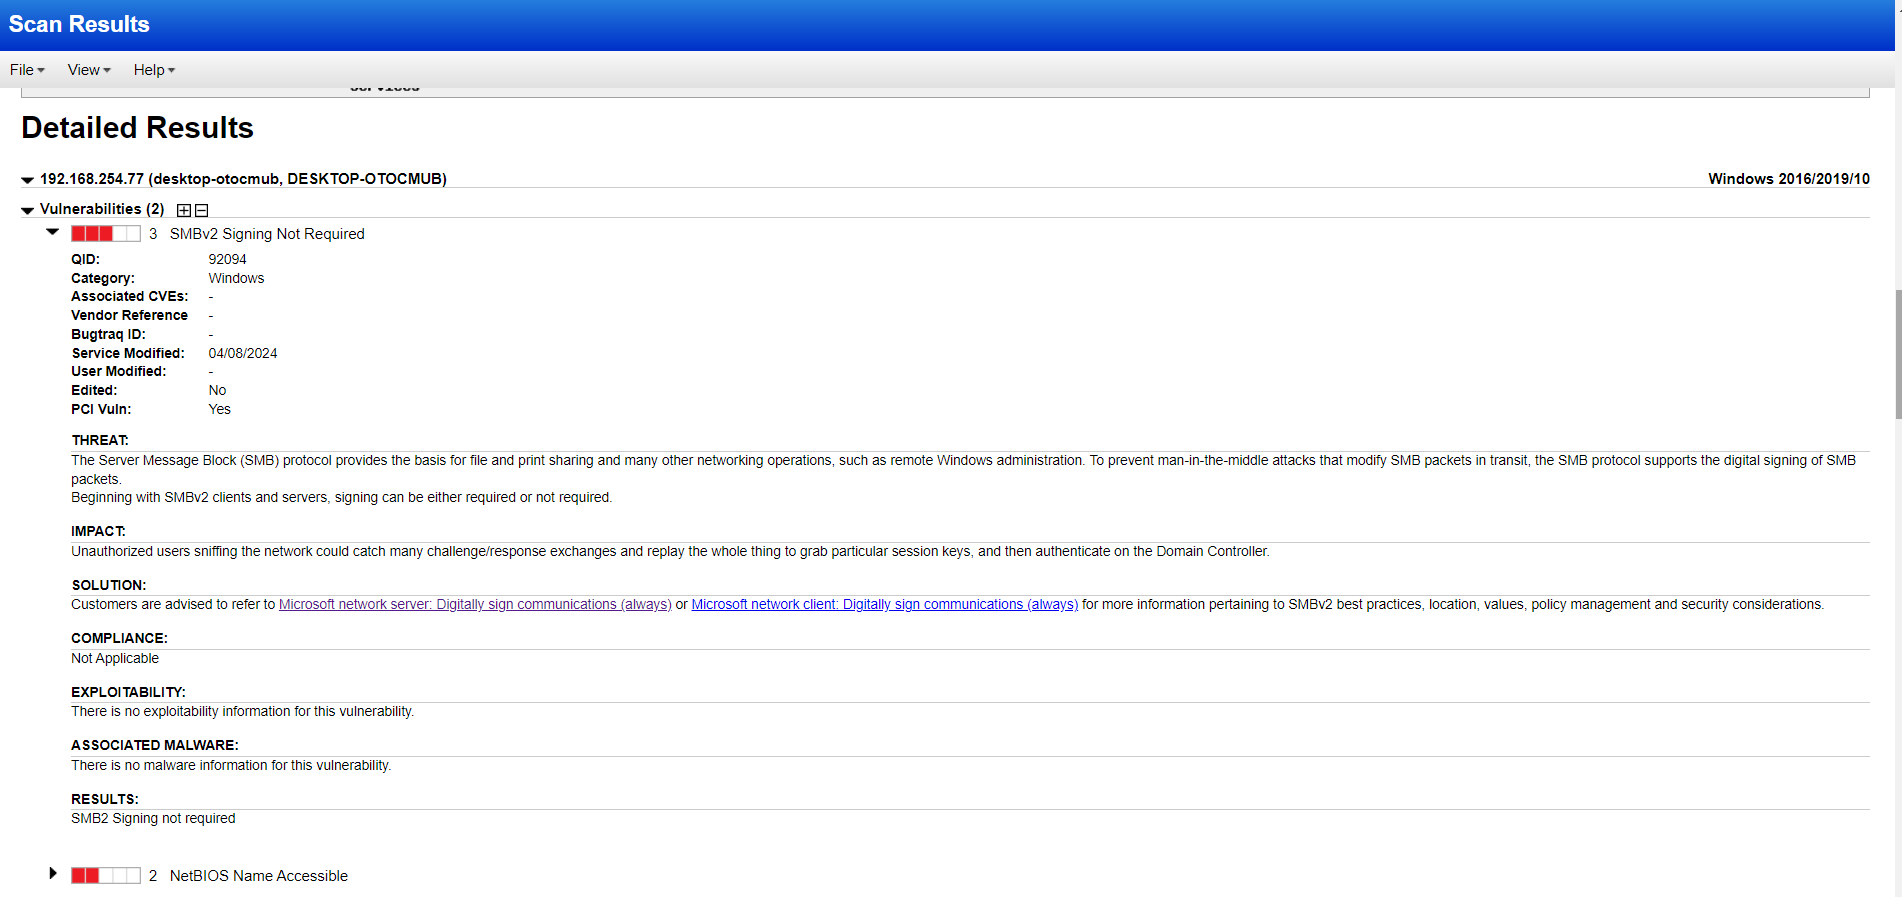 Scan Results
File View Help
Detailed Results
192.168.254.77 (desktop-otocmub, DESKTOP-OTOCMUB) Windows 2016/2019/10
Vulnerabilities (2)
3 SMBv2 Signing Not Required
QID: 92094
Category: Windows
Associated CVEs: -
Vendor Reference -
Bugtraq ID: -
Service Modified: 04/08/2024
User Modified: -
Edited: No
PCI Vuln: Yes
THREAT:
The Server Message Block (SMB) protocol provides the basis for file and print sharing and many other networking operations, such as remote Windows administration. To prevent man-in-the-middle attacks that modify SMB packets in transit, the SMB protocol supports the digital signing of SMB
packets.
Beginning with SMBv2 clients and servers, signing can be either required or not required.
IMPACT:
Unauthorized users sniffing the network could catch many challenge/response exchanges and replay the whole thing to grab particular session keys, and then authenticate on the Domain Controller.
SOLUTION:
Customers are advised to refer to Microsoft network server: Digitally sign communications (always) or Microsoft network client: Digitally sign communications (always) for more information pertaining to SMBv2 best practices, location, values, policy management and security considerations.
COMPLIANCE:
Not Applicable
EXPLOITABILITY:
There is no exploitability information for this vulnerability.
ASSOCIATED MALWARE:
There is no malware information for this vulnerability.
RESULTS:
SMB2 Signing not required
2 NetBIOS Name Accessible